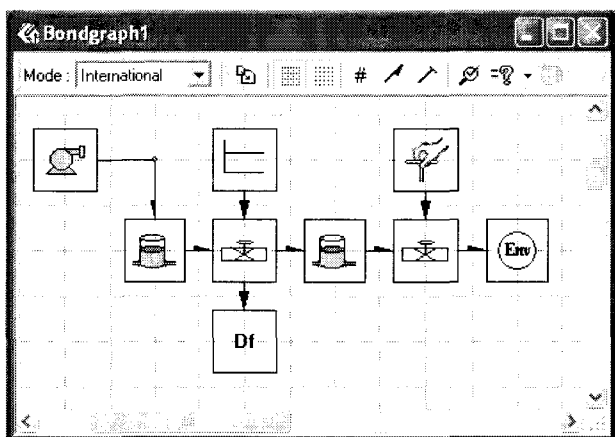 Bondgraph1
Mode : International
#
=?
Env
Df